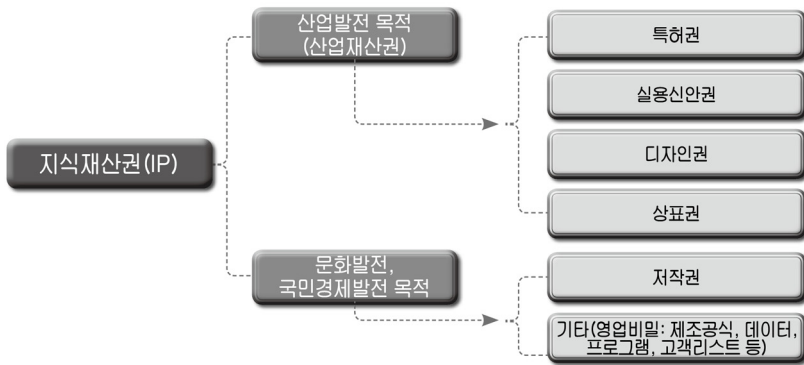 지식재산권(IP)
산업발전 목적
(산업재산권)
특허권
실용신안권
디자인권
상표권
문화발전,
국민경제발전 목적
저작권
기타(영업비밀: 제조공식, 데이터,
프로그램, 고객리스트 등)